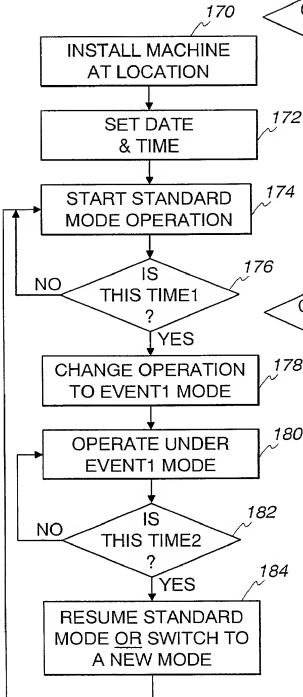 170
INSTALL MACHINE
AT LOCATION
172
SET DATE
& TIME
174
START STANDARD
MODE OPERATION
176
IS
THIS TIME1
?
NO
YES
178
CHANGE OPERATION
TO EVENT1 MODE
180
OPERATE UNDER
EVENT1 MODE
182
IS
THIS TIME2
?
NO
YES
184
RESUME STANDARD
MODE OR SWITCH TO
A NEW MODE